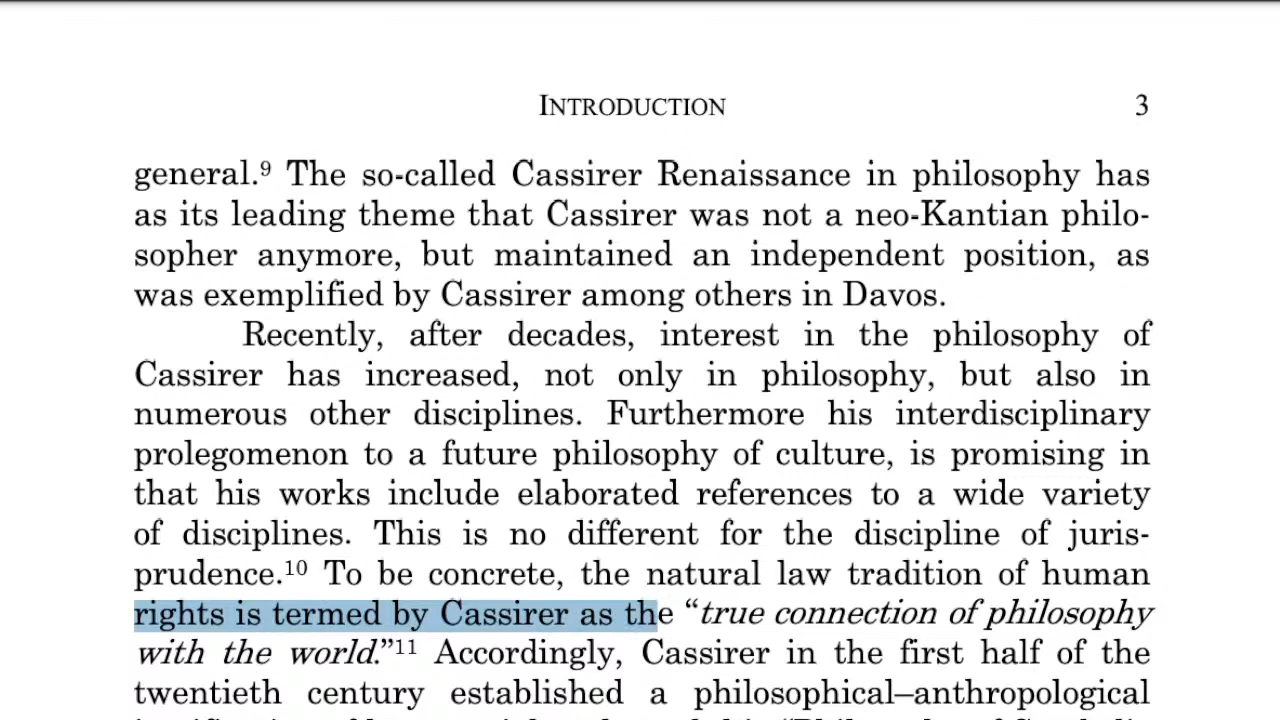 INTRODUCTION 3
general.9 The so-called Cassirer Renaissance in philosophy has
as its leading theme that Cassirer was not a neo-Kantian philo-
sopher anymore, but maintained an independent position, as
was exemplified by Cassirer among others in Davos.
Recently, after decades, interest in the philosophy of
Cassirer has increased, not only in philosophy, but also in
numerous other disciplines. Furthermore his interdisciplinary
prolegomenon to a future philosophy of culture, is promising in
that his works include elaborated references to a wide variety
of disciplines. This is no different for the discipline of juris-
prudence.10 To be concrete, the natural law tradition of human
rights is termed by Cassirer as the “true connection of philosophy
with the world.”11 Accordingly, Cassirer in the first half of the
twentieth century established a philosophical–anthropological